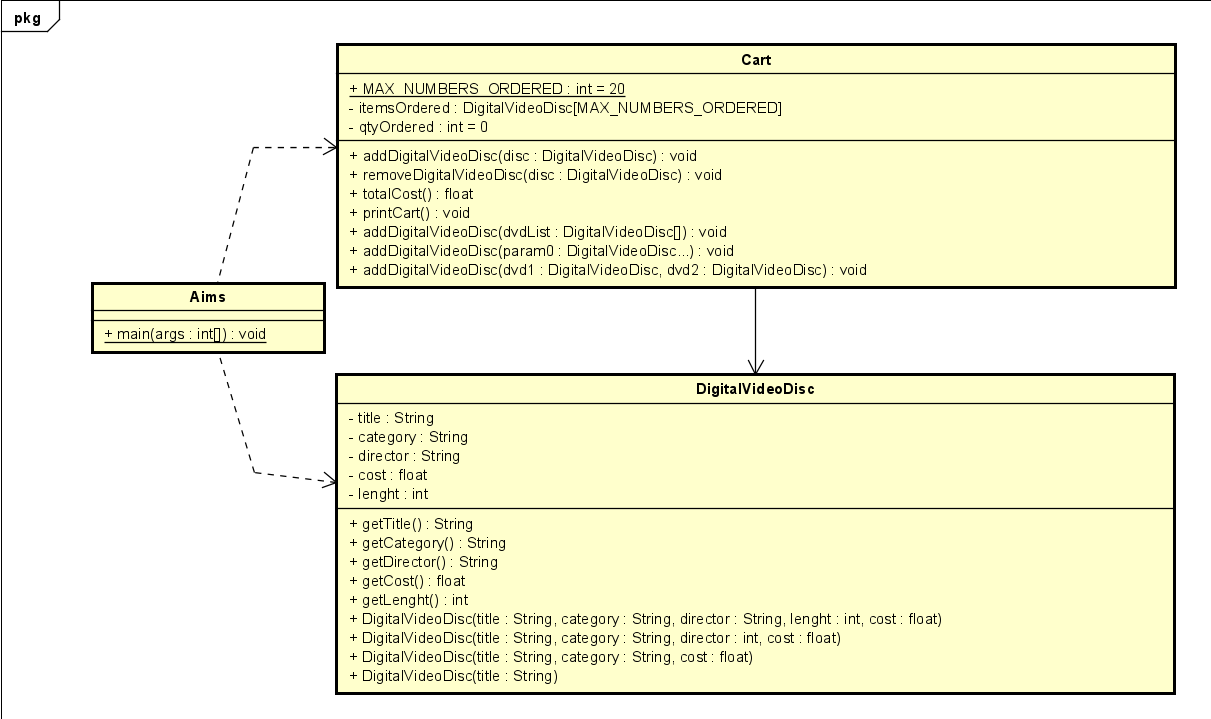 pkg
Cart
+ MAX_NUMBERS_ORDERED : int = 20
- itemsOrdered : DigitalVideoDisc[MAX_NUMBERS_ORDERED]
- qtyOrdered : int = 0
+ addDigitalVideoDisc(disc : DigitalVideoDisc) : void
+ removeDigitalVideoDisc(disc : DigitalVideoDisc) : void
+ totalCost() : float
+ printCart() : void
+ addDigitalVideoDisc(dvdList : DigitalVideoDisc[]) : void
+ addDigitalVideoDisc(param0 : DigitalVideoDisc...) : void
+ addDigitalVideoDisc(dvd1 : DigitalVideoDisc, dvd2 : DigitalVideoDisc) : void
Aims
+ main(args : int[]) : void
DigitalVideoDisc
- title : String
- category : String
- director : String
- cost : float
- lenght : int
+ getTitle() : String
+ getCategory() : String
+ getDirector() : String
+ getCost() : float
+ getLenght() : int
+ DigitalVideoDisc(title : String, category : String, director : String, lenght : int, cost : float)
+ DigitalVideoDisc(title : String, category : String, director : int, cost : float)
+ DigitalVideoDisc(title : String, category : String, cost : float)
+ DigitalVideoDisc(title : String)